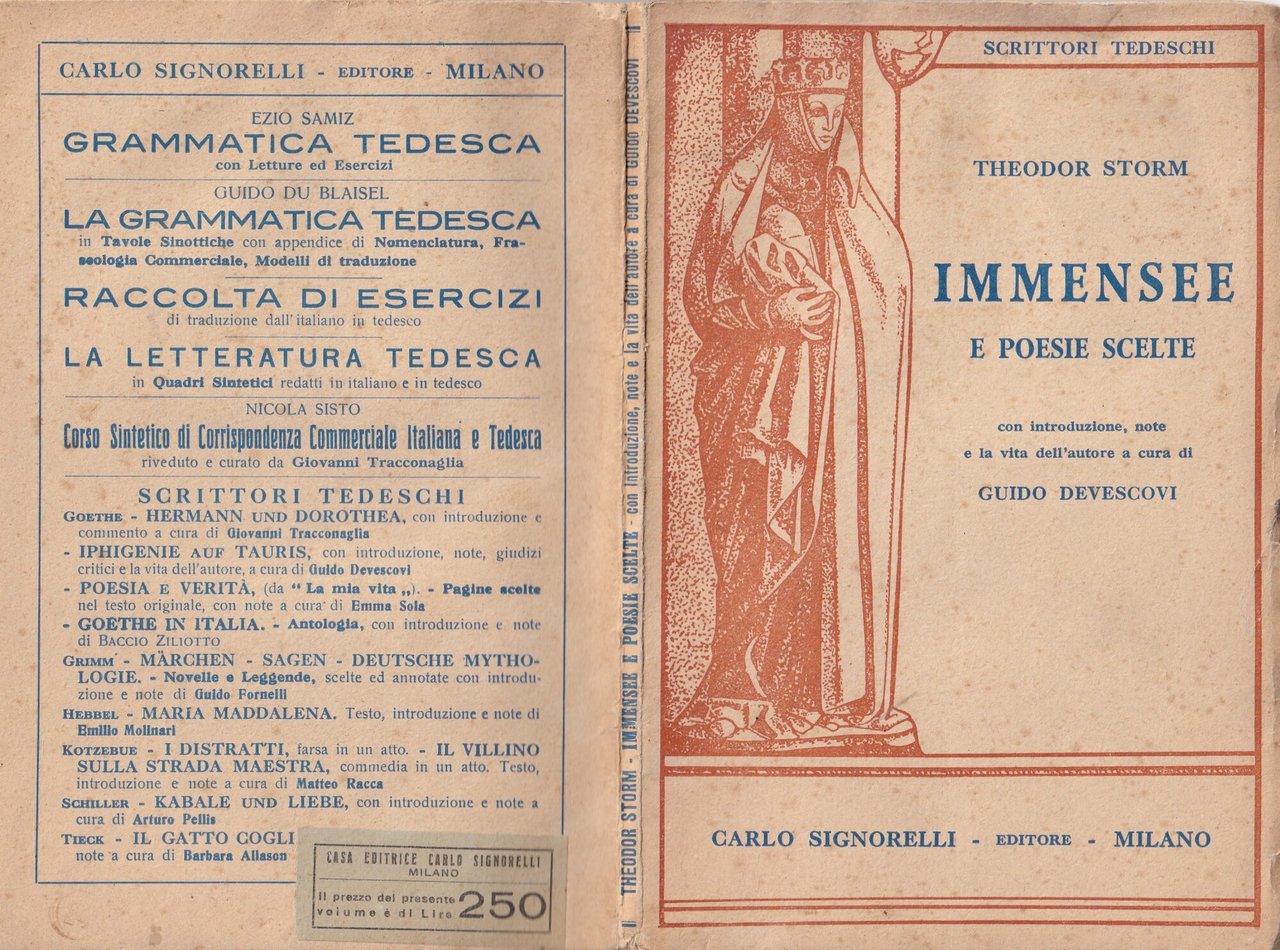 CARLO SIGNORELLI - EDITORE - MILANO
EZIO SAMIZ
GRAMMATICA TEDESCA
con Letture ed Esercizi
GUIDO DU BLAISEL
LA GRAMMATICA TEDESCA
in Tavole Sinottiche con appendice di Nomenclatura, Fra-
seologia Commerciale, Modelli di traduzione
RACCOLTA DI ESERCIZI
di traduzione dall'italiano in tedesco
LA LETTERATURA TEDESCA
in Quadri Sintetici redatti in italiano e in tedesco
NICOLA SISTO
Corso Sintetico di Corrispondenza Commerciale Italiana e Tedesca
riveduto e curato da Giovanni Tracconaglia
SCRITTORI TEDESCHI
GOETHE - HERMANN UND DOROTHEA, con introduzione e
commento a cura di Giovanni Tracconaglia
- IPHIGENIE AUF TAURIS, con introduzione, note, giudizi
critici e la vita dell'autore, a cura di Guido Devescovi
- POESIA E VERITÀ, (da “ La mia vita „). - Pagine scelte
nel testo originale, con note a cura di Emma Sola
- GOETHE IN ITALIA. - Antologia, con introduzione e note
di BACCIO ZILIOTTO
GRIMM - MÄRCHEN - SAGEN - DEUTSCHE MYTHO-
LOGIE. - Novelle e Leggende, scelte ed annotate con introdu-
zione e note di Guido Fornelli
HEBBEL - MARIA MADDALENA. Testo, introduzione e note di
Emilio Molinari
KOTZEBUE - I DISTRATTI, farsa in un atto. - IL VILLINO
SULLA STRADA MAESTRA, commedia in un atto. Testo,
introduzione e note a cura di Matteo Racca
SCHILLER - KABALE UND LIEBE, con introduzione e note a
cura di Arturo Pellis
TIECK - IL GATTO COGLI
note a cura di Barbara Allason
CASA EDITRICE CARLO SIGNORELLI
MILANO
Il prezzo del presente
volume è di Lire 250
THEODOR STORM - IMMENSEE E POESIE SCELTE - con introduzione, note e la vita dell'autore a cura di GUIDO DEVESCOVI
SCRITTORI TEDESCHI
THEODOR STORM
IMMENSEE
E POESIE SCELTE
con introduzione, note
e la vita dell'autore a cura di
GUIDO DEVESCOVI
CARLO SIGNORELLI - EDITORE - MILANO